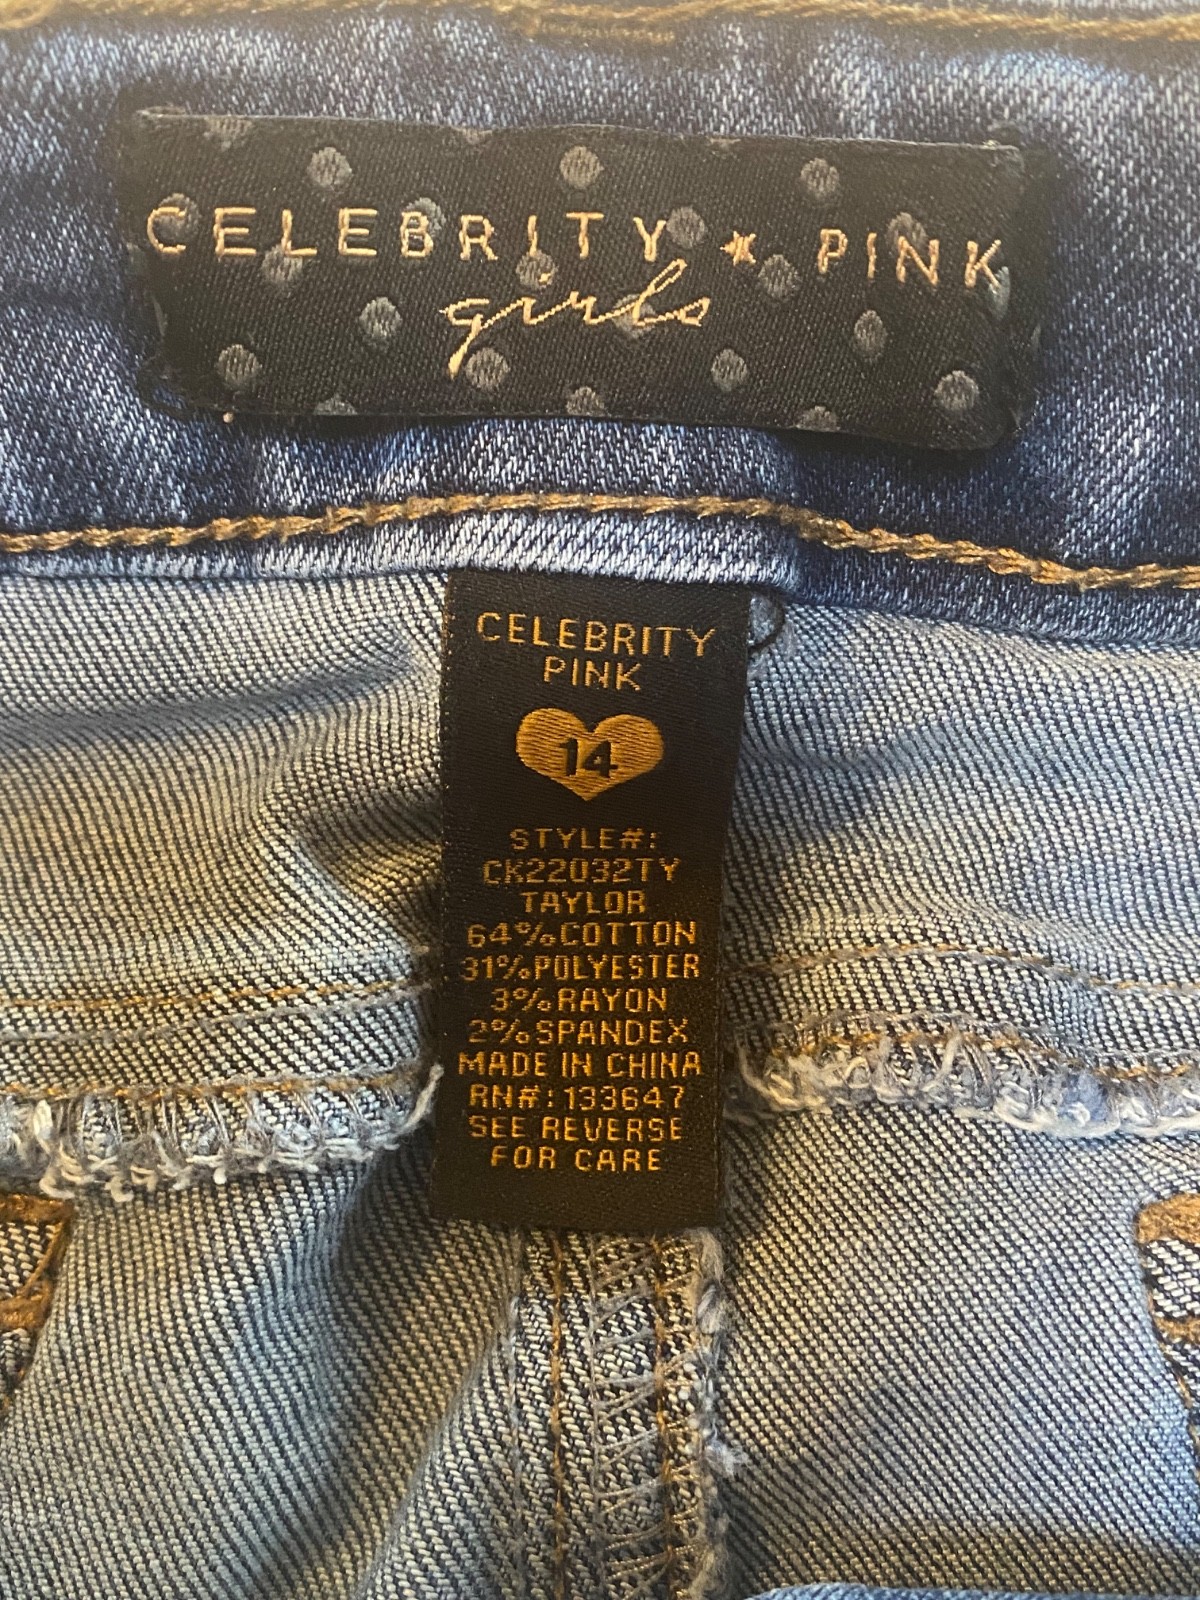 CELEBRITY ★ PINK
girls
CELEBRITY
PINK
14
STYLE#:
CK22032TY
TAYLOR
64%COTTON
31%POLYESTER
3%RAYON
2%SPANDEX
MADE IN CHINA
RN#:133647
SEE REVERSE
FOR CARE